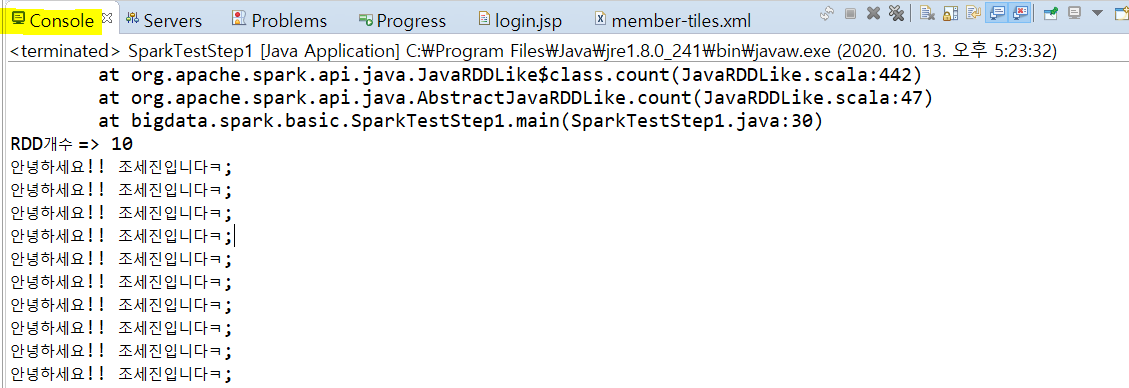 Console Servers Problems Progress login.jsp member-tiles.xml
<terminated> SparkTestStep1 [Java Application] C:₩Program Files₩Java₩jre1.8.0_241₩bin₩javaw.exe (2020. 10. 13. 오후 5:23:32)
at org.apache.spark.api.java.JavaRDDLike$class.count(JavaRDDLike.scala:442)
at org.apache.spark.api.java.AbstractJavaRDDLike.count(JavaRDDLike.scala:47)
at bigdata.spark.basic.SparkTestStep1.main(SparkTestStep1.java:30)
RDD개수 => 10
안녕하세요!! 조세진입니다ㅋ;
안녕하세요!! 조세진입니다ㅋ;
안녕하세요!! 조세진입니다ㅋ;
안녕하세요!! 조세진입니다ㅋ;
안녕하세요!! 조세진입니다ㅋ;
안녕하세요!! 조세진입니다ㅋ;
안녕하세요!! 조세진입니다ㅋ;
안녕하세요!! 조세진입니다ㅋ;
안녕하세요!! 조세진입니다ㅋ;
안녕하세요!! 조세진입니다ㅋ;